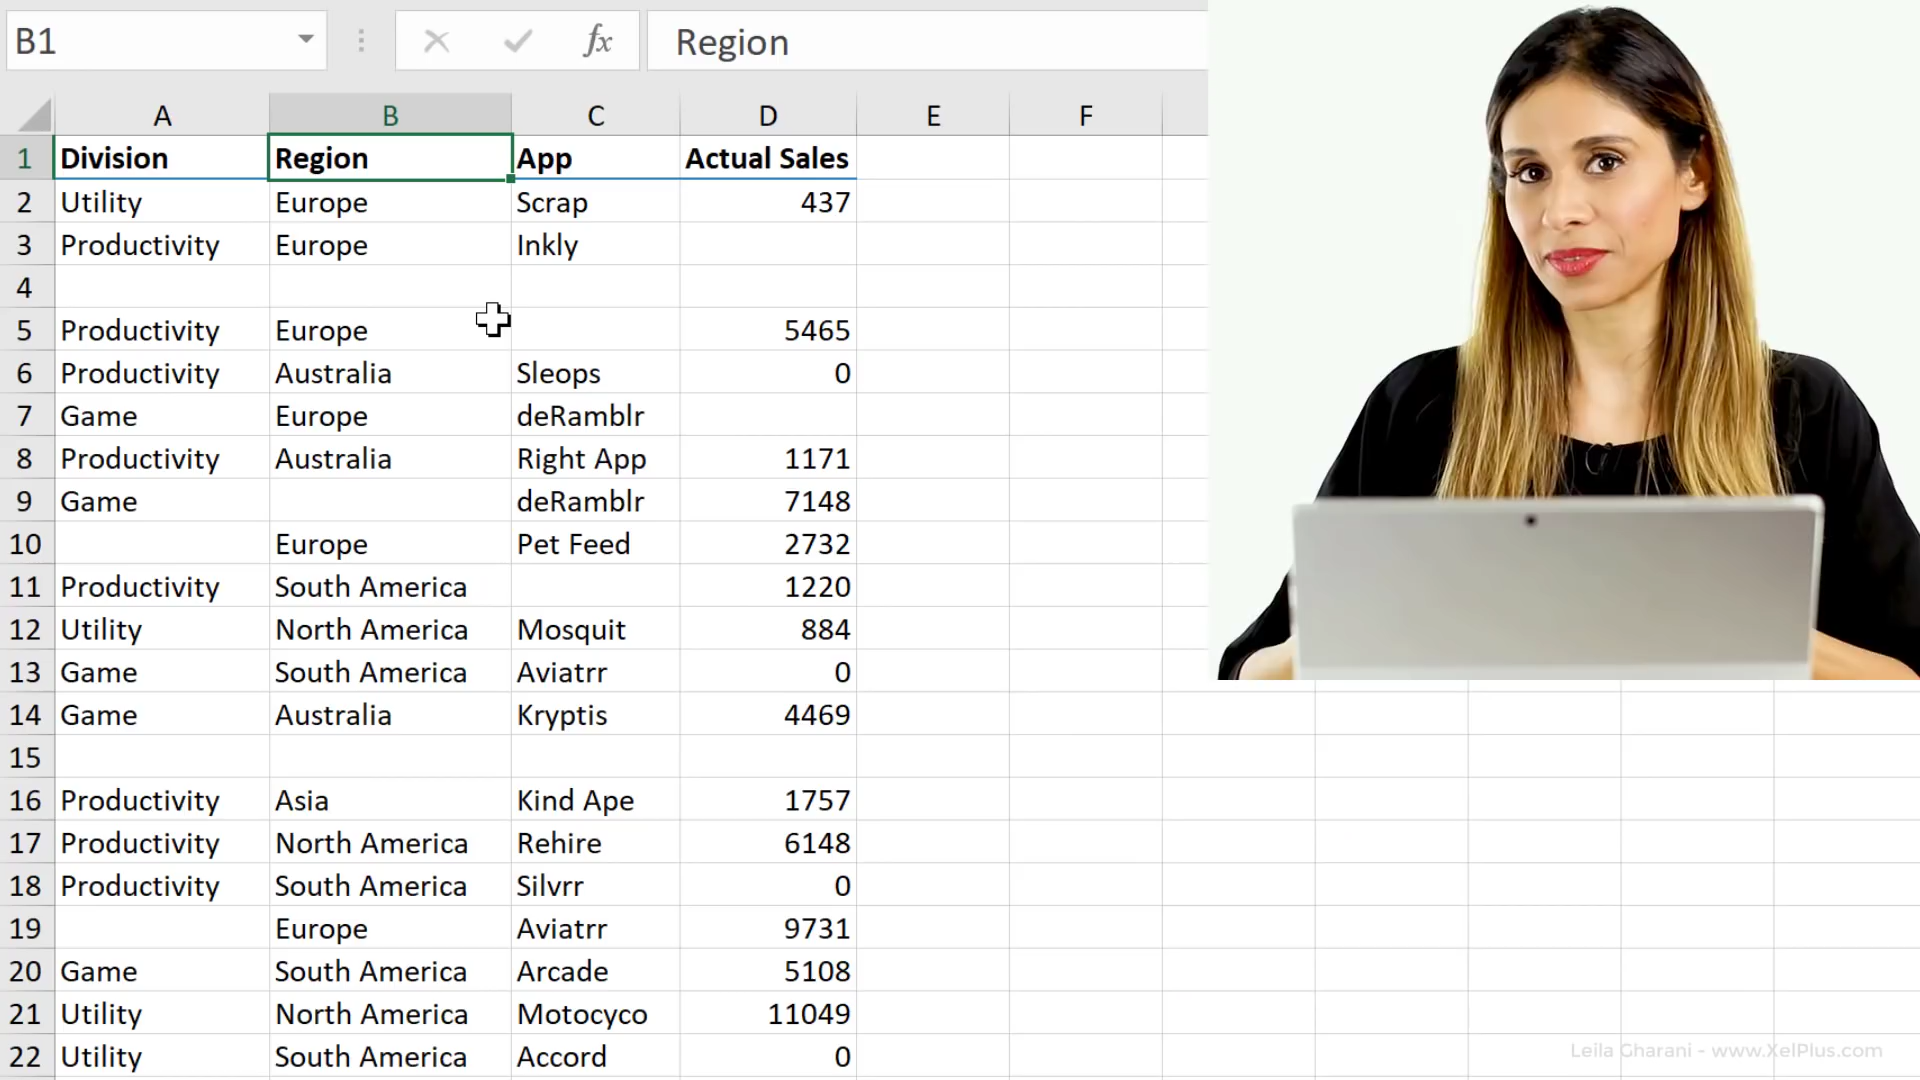 B1 fx Region
A B C D E F
1 Division Region App Actual Sales
2 Utility Europe Scrap 437
3 Productivity Europe Inkly
4
5 Productivity Europe 5465
6 Productivity Australia Sleops 0
7 Game Europe deRamblr
8 Productivity Australia Right App 1171
9 Game deRamblr 7148
10 Europe Pet Feed 2732
11 Productivity South America 1220
12 Utility North America Mosquit 884
13 Game South America Aviatrr 0
14 Game Australia Kryptis 4469
15
16 Productivity Asia Kind Ape 1757
17 Productivity North America Rehire 6148
18 Productivity South America Silvrr 0
19 Europe Aviatrr 9731
20 Game South America Arcade 5108
21 Utility North America Motocyco 11049
22 Utility South America Accord 0
Leila Gharani - www.XelPlus.com